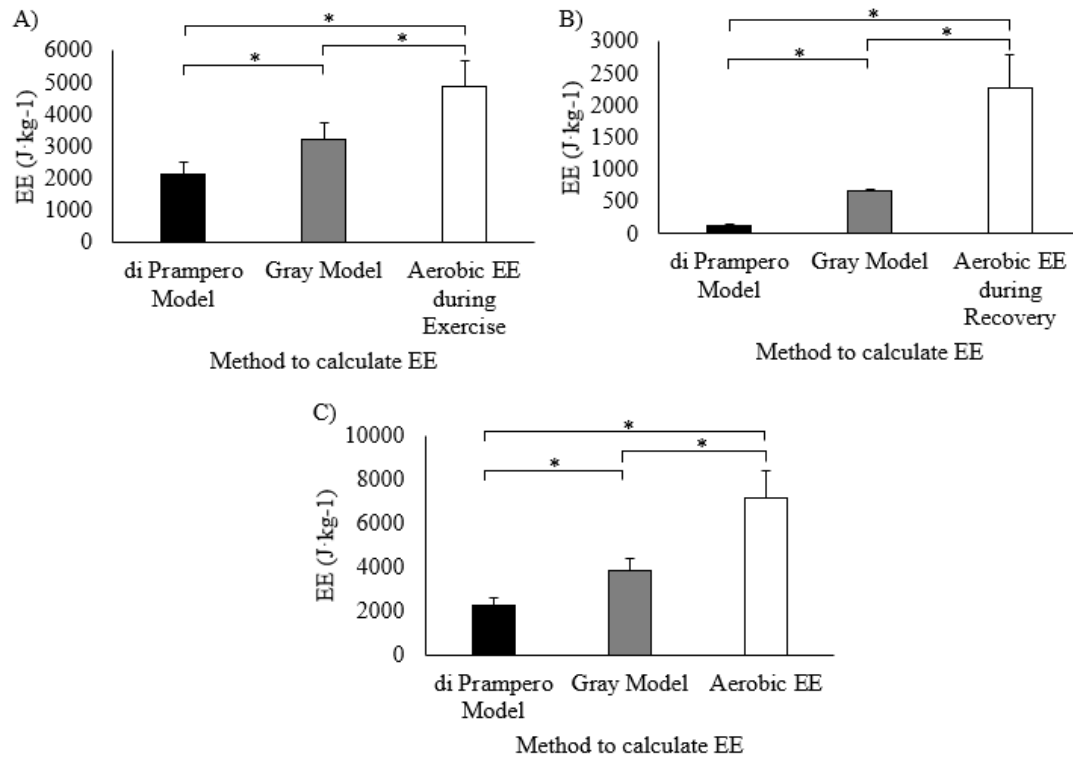 A)
*
*
*
EE (J·kg-1)
6000
5000
4000
3000
2000
1000
0
di Prampero
Model
Gray Model
Aerobic EE
during
Exercise
Method to calculate EE
B)
*
*
*
EE (J·kg-1)
3000
2500
2000
1500
1000
500
0
di Prampero
Model
Gray Model
Aerobic EE
during
Recovery
Method to calculate EE
C)
*
*
*
EE (J·kg-1)
10000
8000
6000
4000
2000
0
di Prampero
Model
Gray Model
Aerobic EE
Method to calculate EE